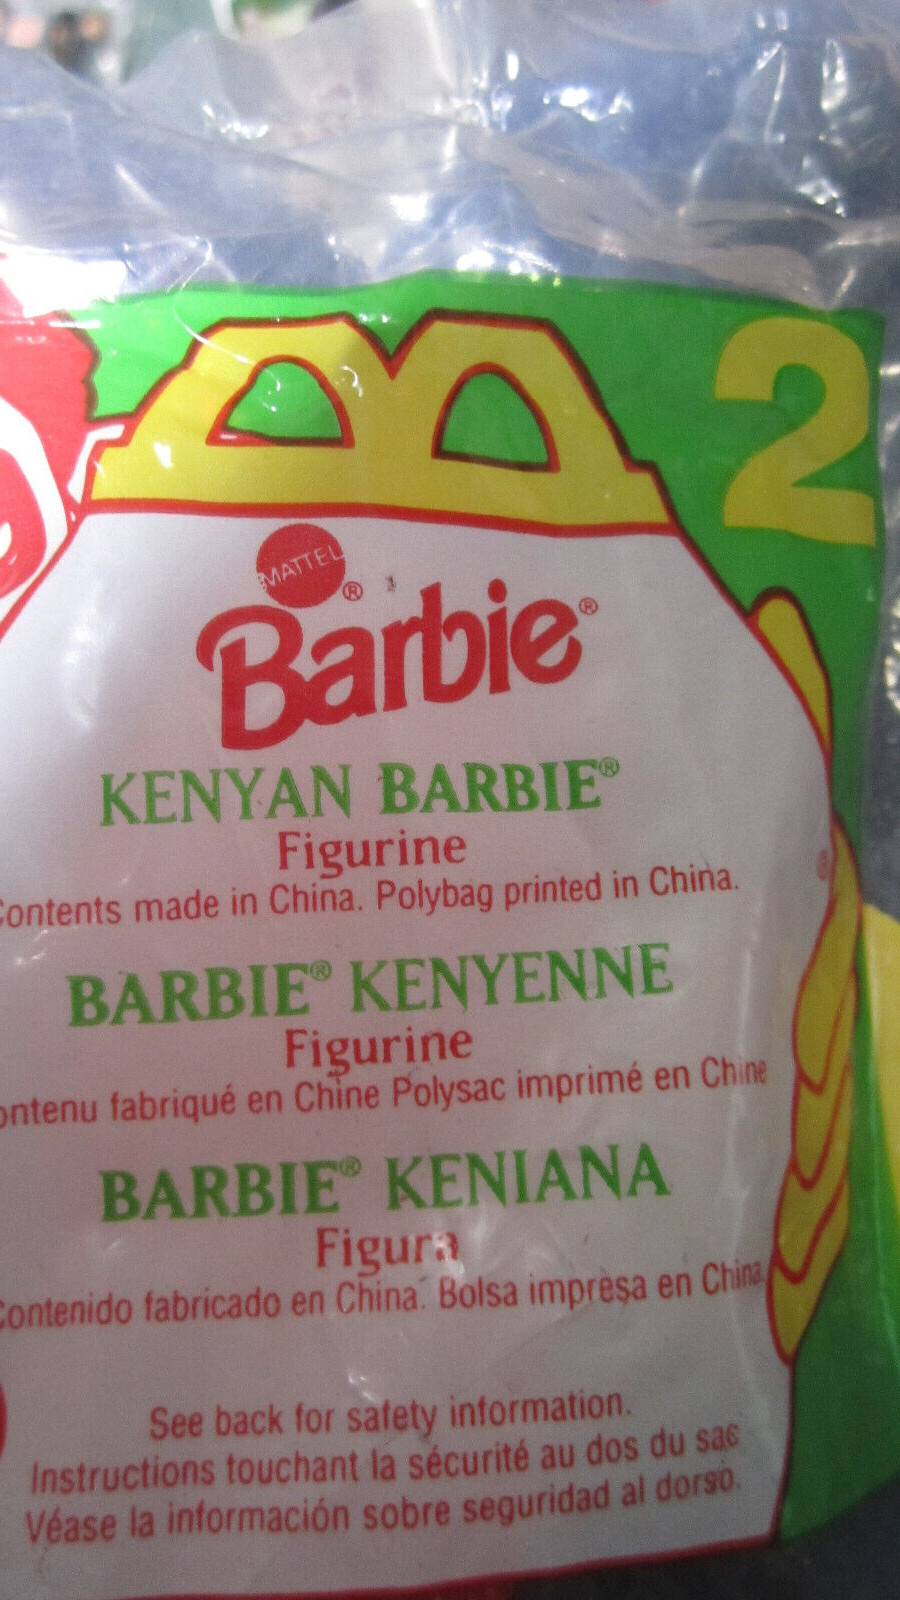 2
MATTEL®
Barbie®
KENYAN BARBIE®
Figurine
Contents made in China. Polybag printed in China.
BARBIE® KENYENNE
Figurine
Contenu fabriqué en Chine Polysac imprimé en Chine
BARBIE® KENIANA
Figura
Contenido fabricado en China. Bolsa impresa en China.
See back for safety information.
Instructions touchant la sécurité au dos du sac
Véase la información sobre seguridad al dorso.